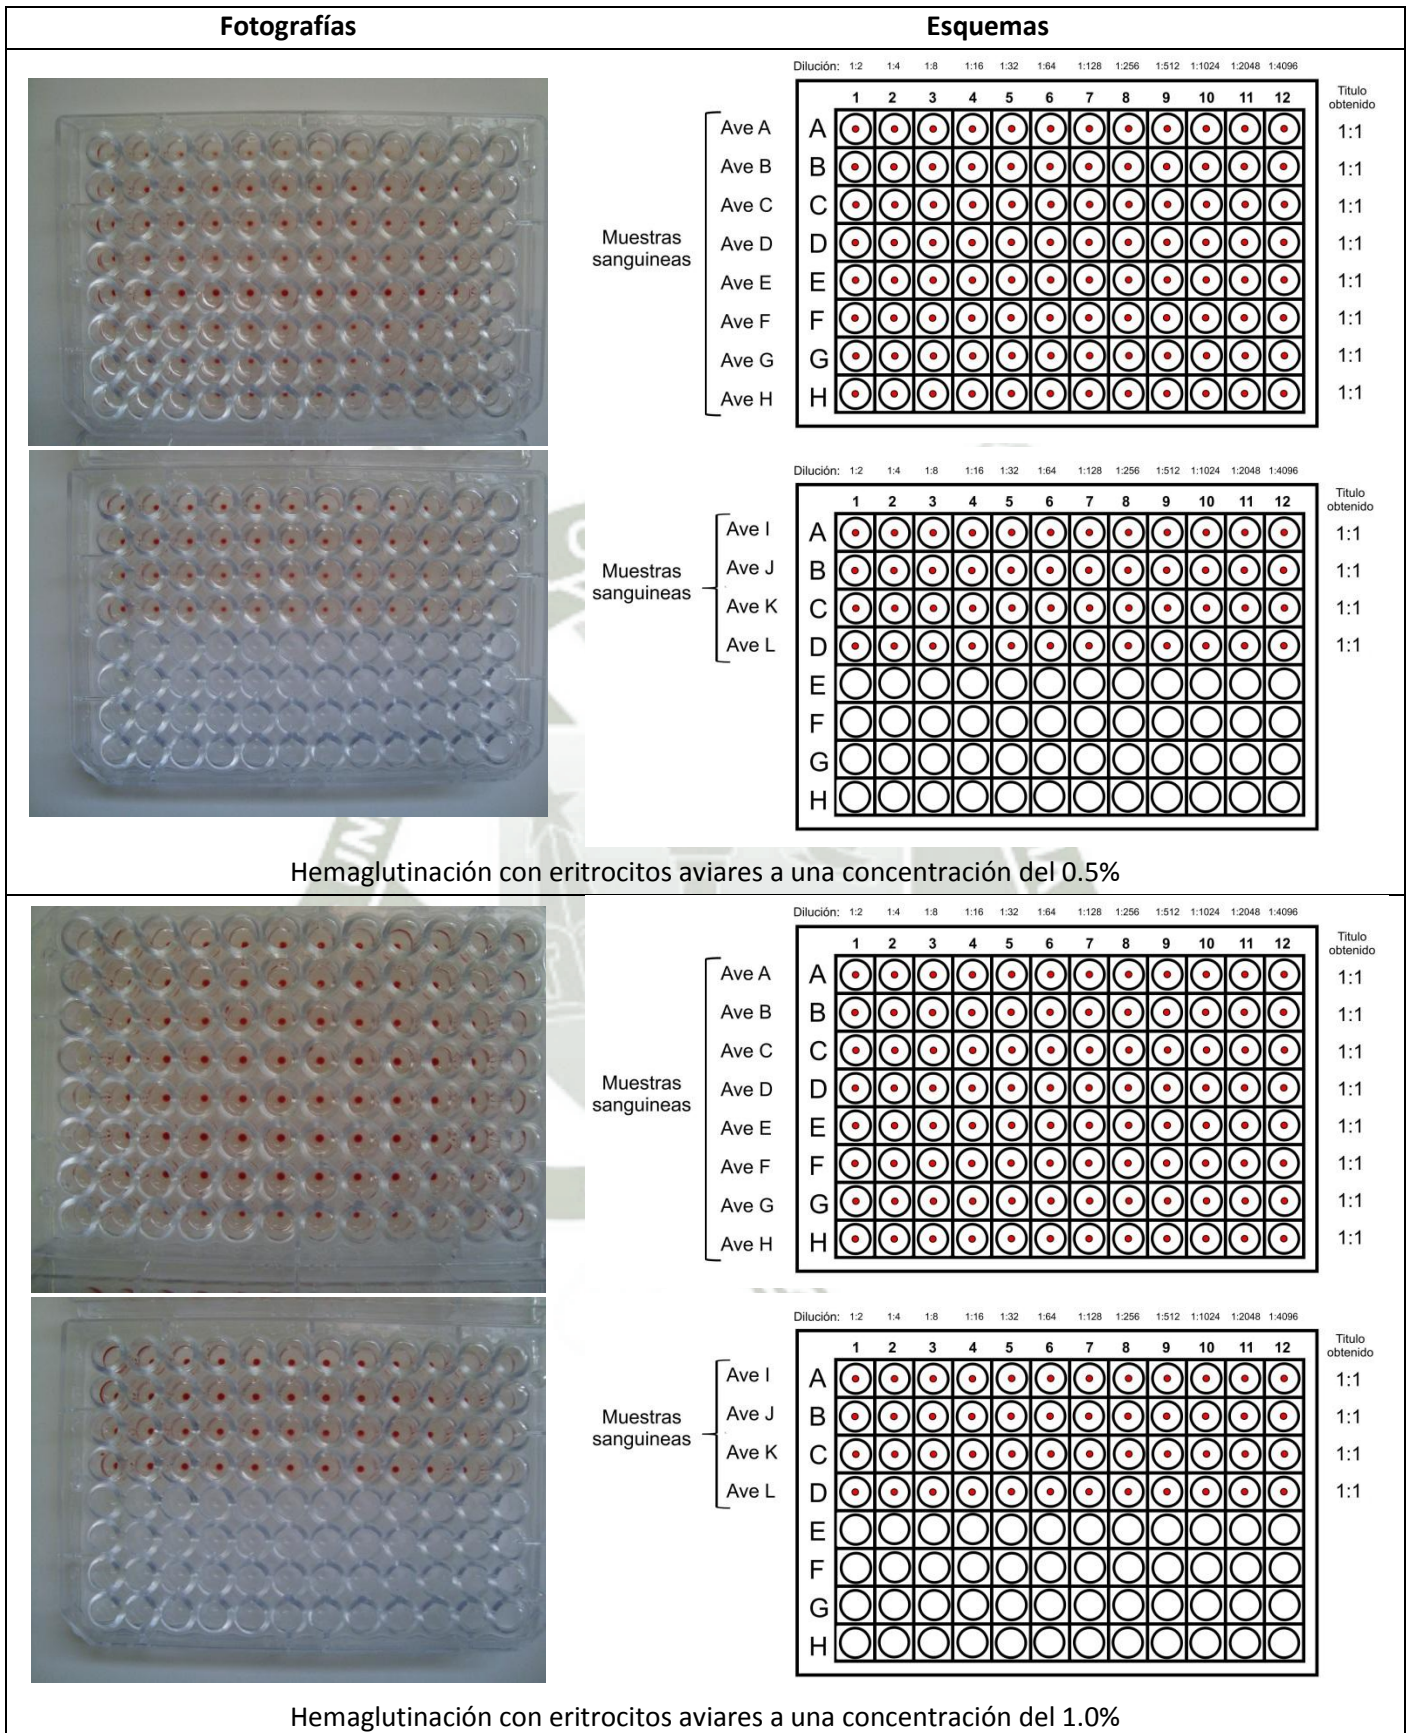 Fotografías Esquemas
Dilución: 1:2 1:4 1:8 1:16 1:32 1:64 1:128 1:256 1:512 1:1024 1:2048 1:4096
1 2 3 4 5 6 7 8 9 10 11 12 Titulo obtenido
Ave A A 1:1
Ave B B 1:1
Ave C C 1:1
Ave D D 1:1
Muestras sanguineas
Ave E E 1:1
Ave F F 1:1
Ave G G 1:1
Ave H H 1:1
Dilución: 1:2 1:4 1:8 1:16 1:32 1:64 1:128 1:256 1:512 1:1024 1:2048 1:4096
1 2 3 4 5 6 7 8 9 10 11 12 Titulo obtenido
Ave I A 1:1
Ave J B 1:1
Muestras sanguineas
Ave K C 1:1
Ave L D 1:1
E
F
G
H
Hemaglutinación con eritrocitos aviares a una concentración del 0.5%
Dilución: 1:2 1:4 1:8 1:16 1:32 1:64 1:128 1:256 1:512 1:1024 1:2048 1:4096
1 2 3 4 5 6 7 8 9 10 11 12 Titulo obtenido
Ave A A 1:1
Ave B B 1:1
Ave C C 1:1
Ave D D 1:1
Muestras sanguineas
Ave E E 1:1
Ave F F 1:1
Ave G G 1:1
Ave H H 1:1
Dilución: 1:2 1:4 1:8 1:16 1:32 1:64 1:128 1:256 1:512 1:1024 1:2048 1:4096
1 2 3 4 5 6 7 8 9 10 11 12 Titulo obtenido
Ave I A 1:1
Ave J B 1:1
Muestras sanguineas
Ave K C 1:1
Ave L D 1:1
E
F
G
H
Hemaglutinación con eritrocitos aviares a una concentración del 1.0%